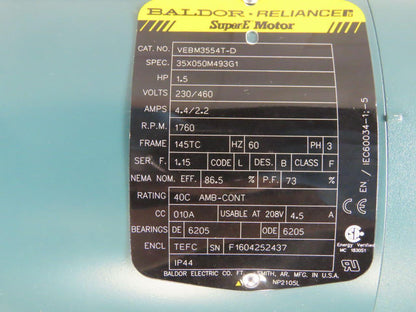 BALDOR · RELIANCE
SuperE Motor
CAT. NO. VEBM3554T-D
SPEC. 35X050M493G1
HP 1.5
VOLTS 230/460
AMPS 4.4/2.2
R.P.M. 1760
FRAME 145TC HZ 60 PH 3
SER. F. 1.15 CODE L DES. B CLASS F
NEMA NOM. EFF. 86.5 % P.F. 73 %
RATING 40C AMB-CONT
CC 010A USABLE AT 208V 4.5 A
BEARINGS DE 6205 ODE 6205
ENCL TEFC SN F1604252437
IP44
BALDOR ELECTRIC CO. FT. SMITH, AR. MFG. IN U.S.A.
NP2105L
CE EN / IEC60034-1;-5
Energy Verified